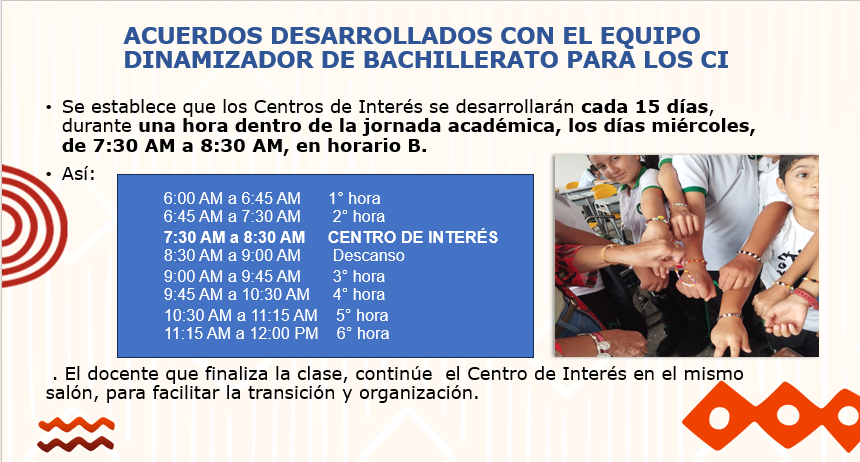 ACUERDOS DESARROLLADOS CON EL EQUIPO
DINAMIZADOR DE BACHILLERATO PARA LOS CI
• Se establece que los Centros de Interés se desarrollarán cada 15 días,
durante una hora dentro de la jornada académica, los días miércoles,
de 7:30 AM a 8:30 AM, en horario B.
• Así:
6:00 AM a 6:45 AM 1° hora
6:45 AM a 7:30 AM 2° hora
7:30 AM a 8:30 AM CENTRO DE INTERÉS
8:30 AM a 9:00 AM Descanso
9:00 AM a 9:45 AM 3° hora
9:45 AM a 10:30 AM 4° hora
10:30 AM a 11:15 AM 5° hora
11:15 AM a 12:00 PM 6° hora
. El docente que finaliza la clase, continúe el Centro de Interés en el mismo
salón, para facilitar la transición y organización.